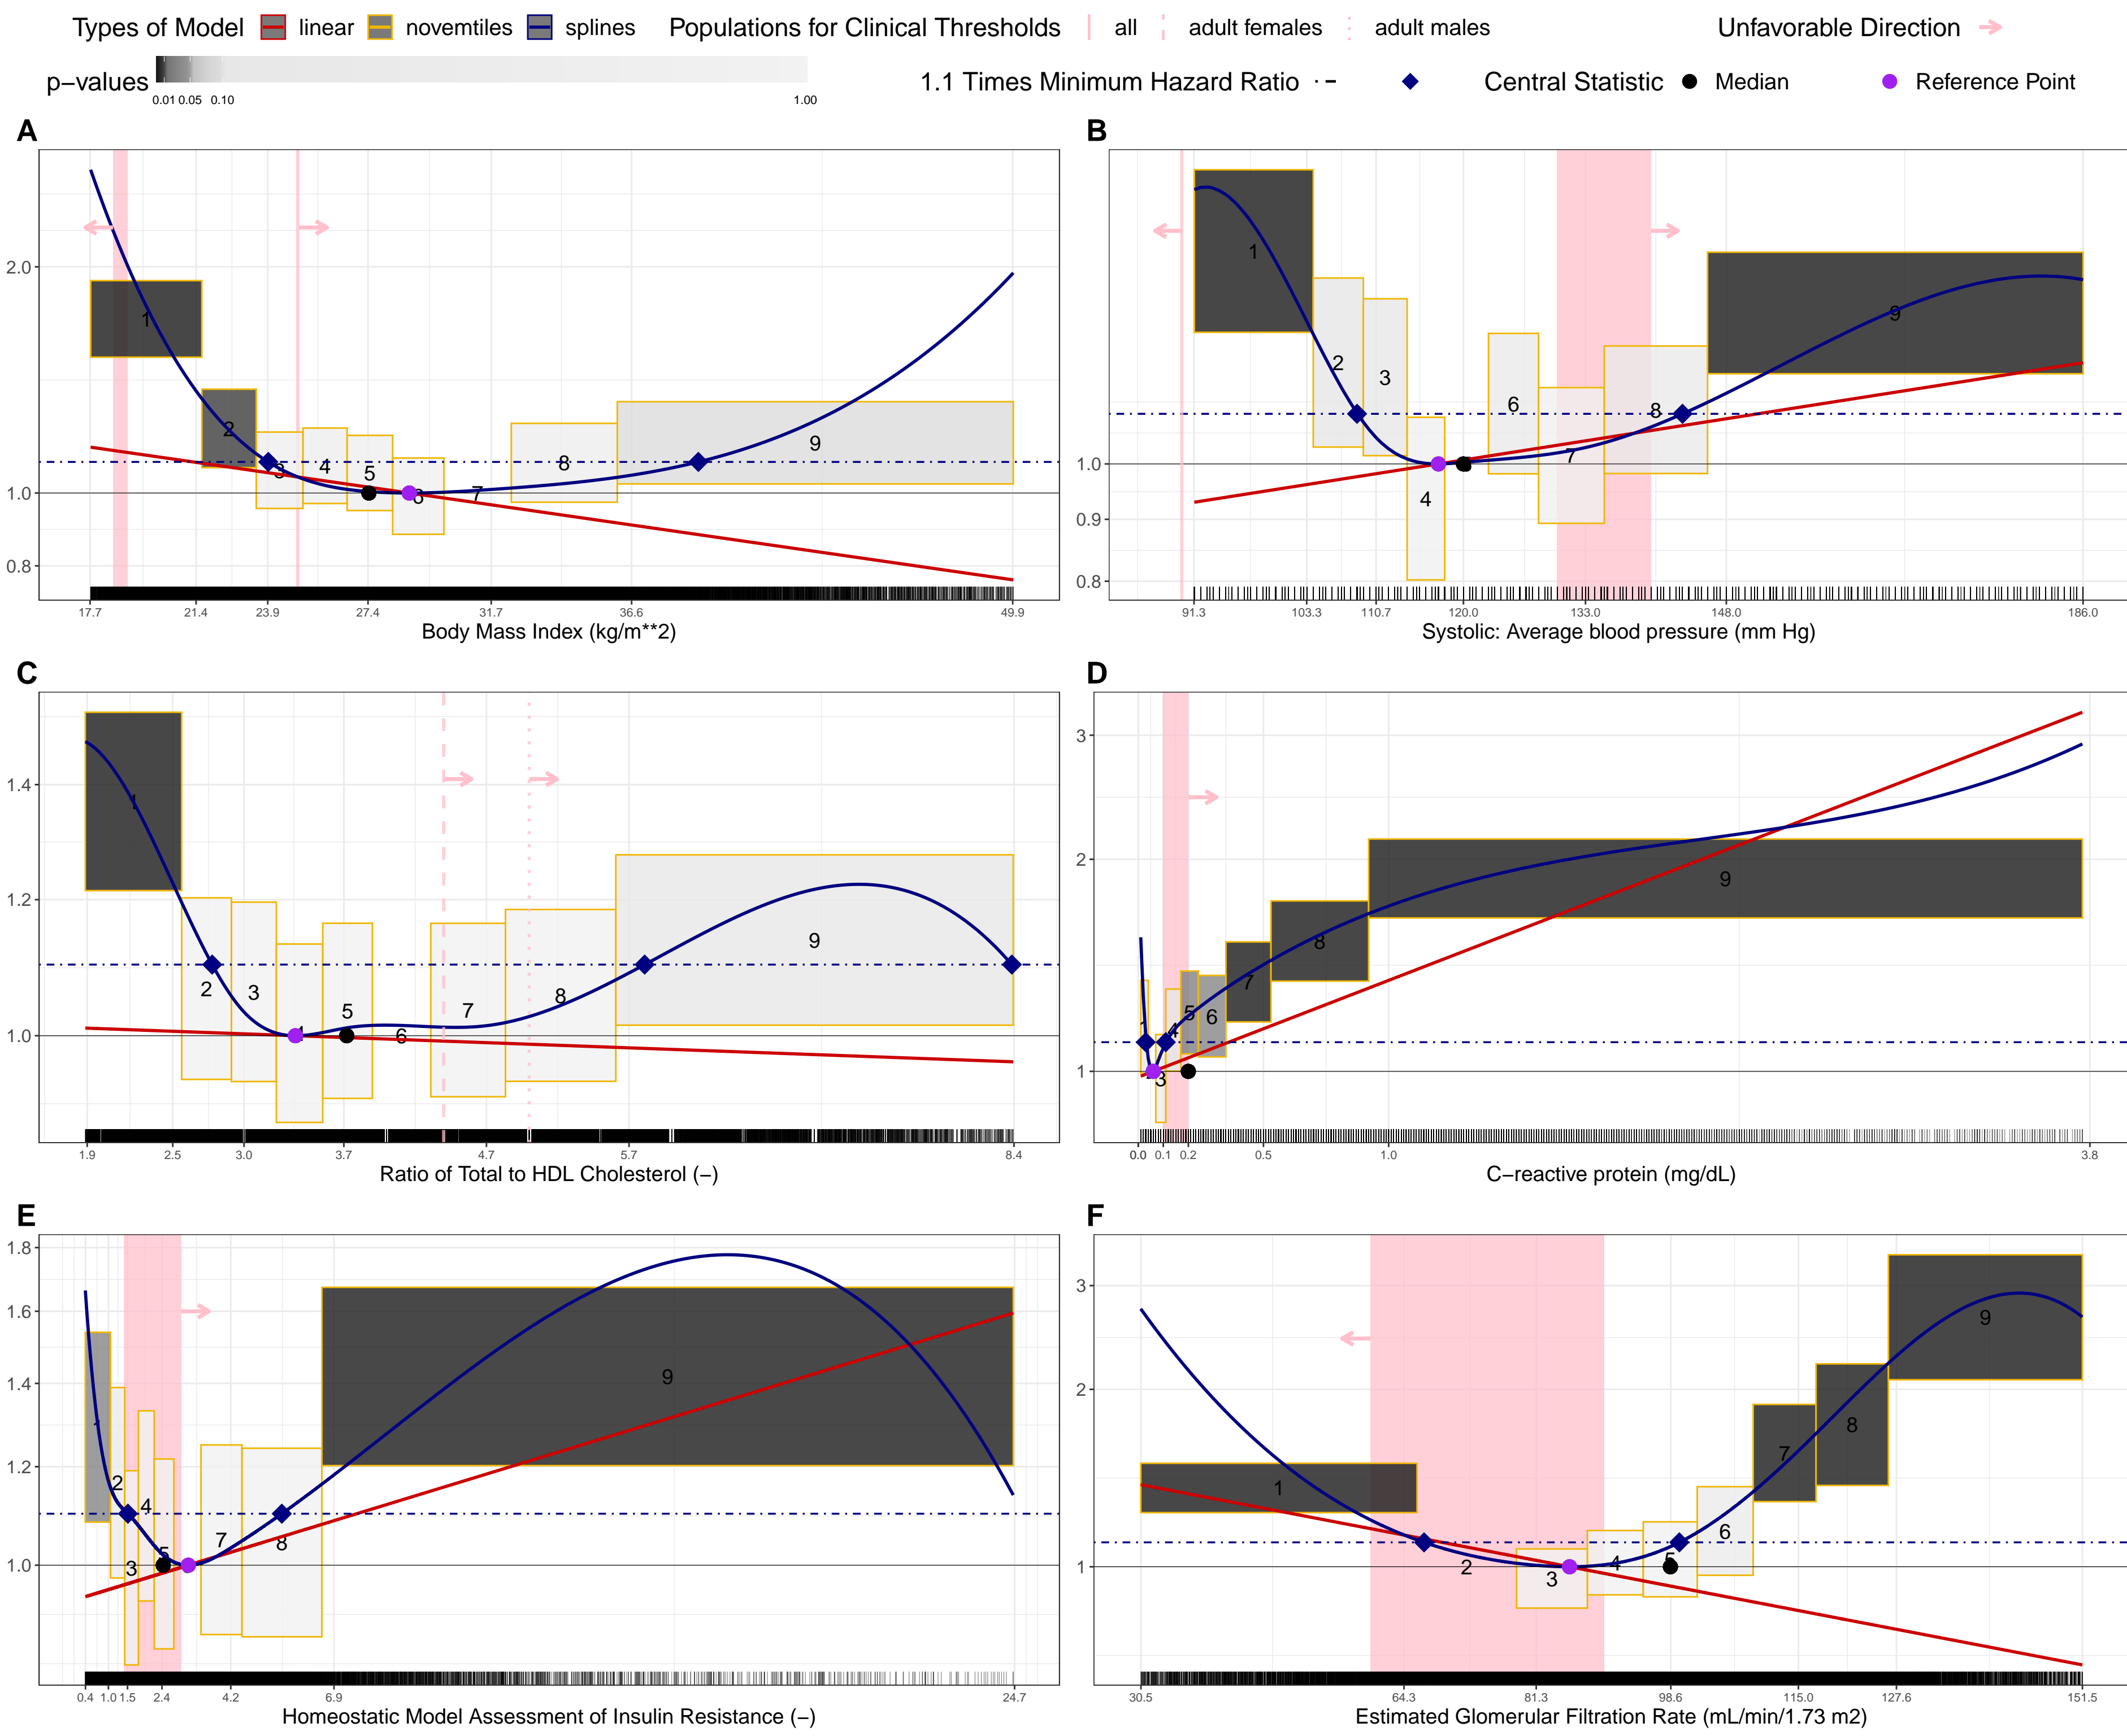 Types of Model linear novemtiles splines Populations for Clinical Thresholds all adult females adult males Unfavorable Direction
p−values 0.01 0.05 0.10 1.00 1.1 Times Minimum Hazard Ratio Central Statistic Median Reference Point
A
2.0
1.0
0.8
1 2 3 4 5 6 7 8 9
17.7 21.4 23.9 27.4 31.7 36.6 49.9
Body Mass Index (kg/m**2)
B
1.0
0.9
0.8
1 2 3 4 6 7 8 9
91.3 103.3 110.7 120.0 133.0 148.0 186.0
Systolic: Average blood pressure (mm Hg)
C
1.4
1.2
1.0
1 2 3 4 5 6 7 8 9
1.9 2.5 3.0 3.7 4.7 5.7 8.4
Ratio of Total to HDL Cholesterol (−)
D
3
2
1
1 3 4 5 6 7 8 9
0.0 0.1 0.2 0.5 1.0 3.8
C−reactive protein (mg/dL)
E
1.8
1.6
1.4
1.2
1.0
1 2 3 4 5 7 8 9
0.4 1.0 1.5 2.4 4.2 6.9 24.7
Homeostatic Model Assessment of Insulin Resistance (−)
F
3
2
1
1 2 3 4 5 6 7 8 9
30.5 64.3 81.3 98.6 115.0 127.6 151.5
Estimated Glomerular Filtration Rate (mL/min/1.73 m2)